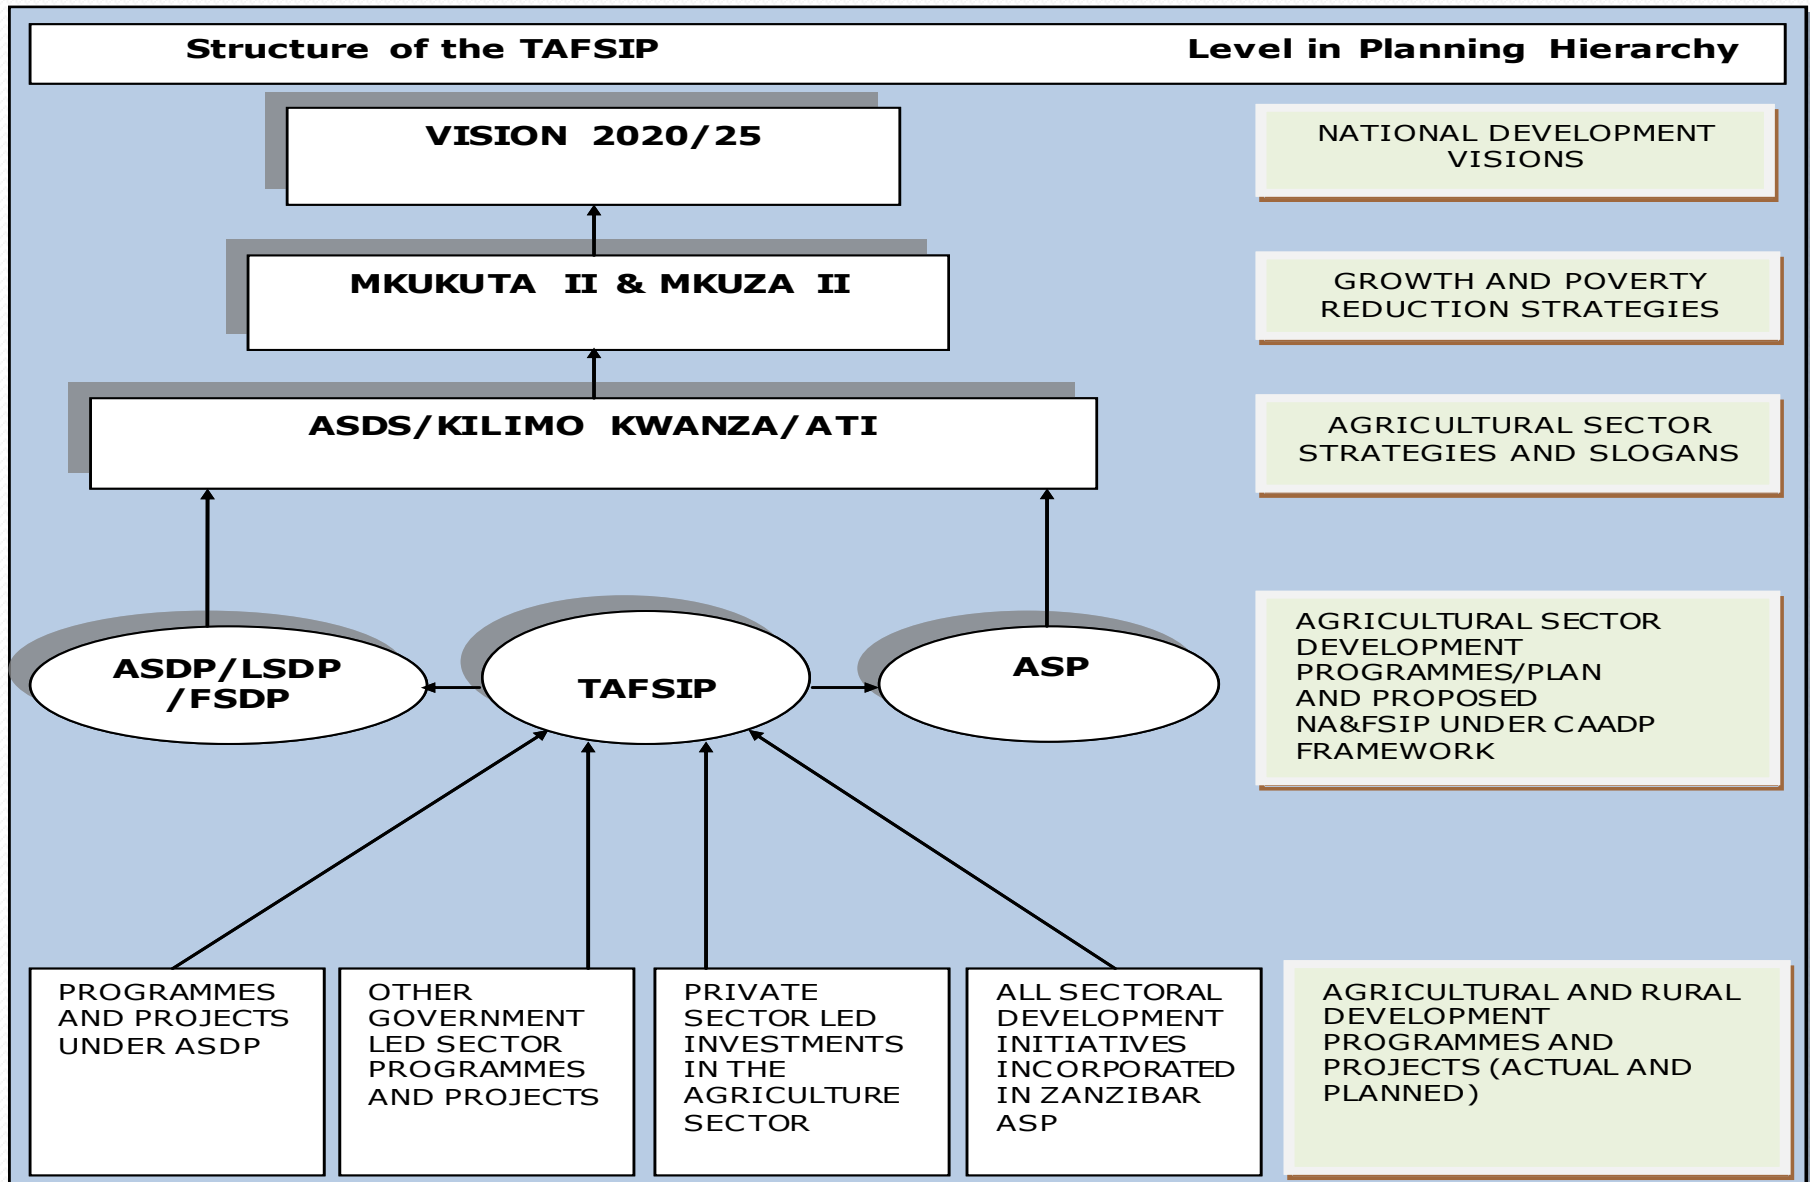 Structure of the TAFSIP
Level in Planning Hierarchy
VISION 2020/25
NATIONAL DEVELOPMENT
VISIONS
MKUKUTA II & MKUZA II
GROWTH AND POVERTY
REDUCTION STRATEGIES
ASDS/KILIMO KWANZA/ATI
AGRICULTURAL SECTOR
STRATEGIES AND SLOGANS
ASDP/LSDP
/FSDP
TAFSIP
ASP
AGRICULTURAL SECTOR
DEVELOPMENT
PROGRAMMES/PLAN
AND PROPOSED
NA&FSIP UNDER CAADP
FRAMEWORK
PROGRAMMES
AND PROJECTS
UNDER ASDP
OTHER
GOVERNMENT
LED SECTOR
PROGRAMMES
AND PROJECTS
PRIVATE
SECTOR LED
INVESTMENTS
IN THE
AGRICULTURE
SECTOR
ALL SECTORAL
DEVELOPMENT
INITIATIVES
INCORPORATED
IN ZANZIBAR
ASP
AGRICULTURAL AND RURAL
DEVELOPMENT
PROGRAMMES AND
PROJECTS (ACTUAL AND
PLANNED)